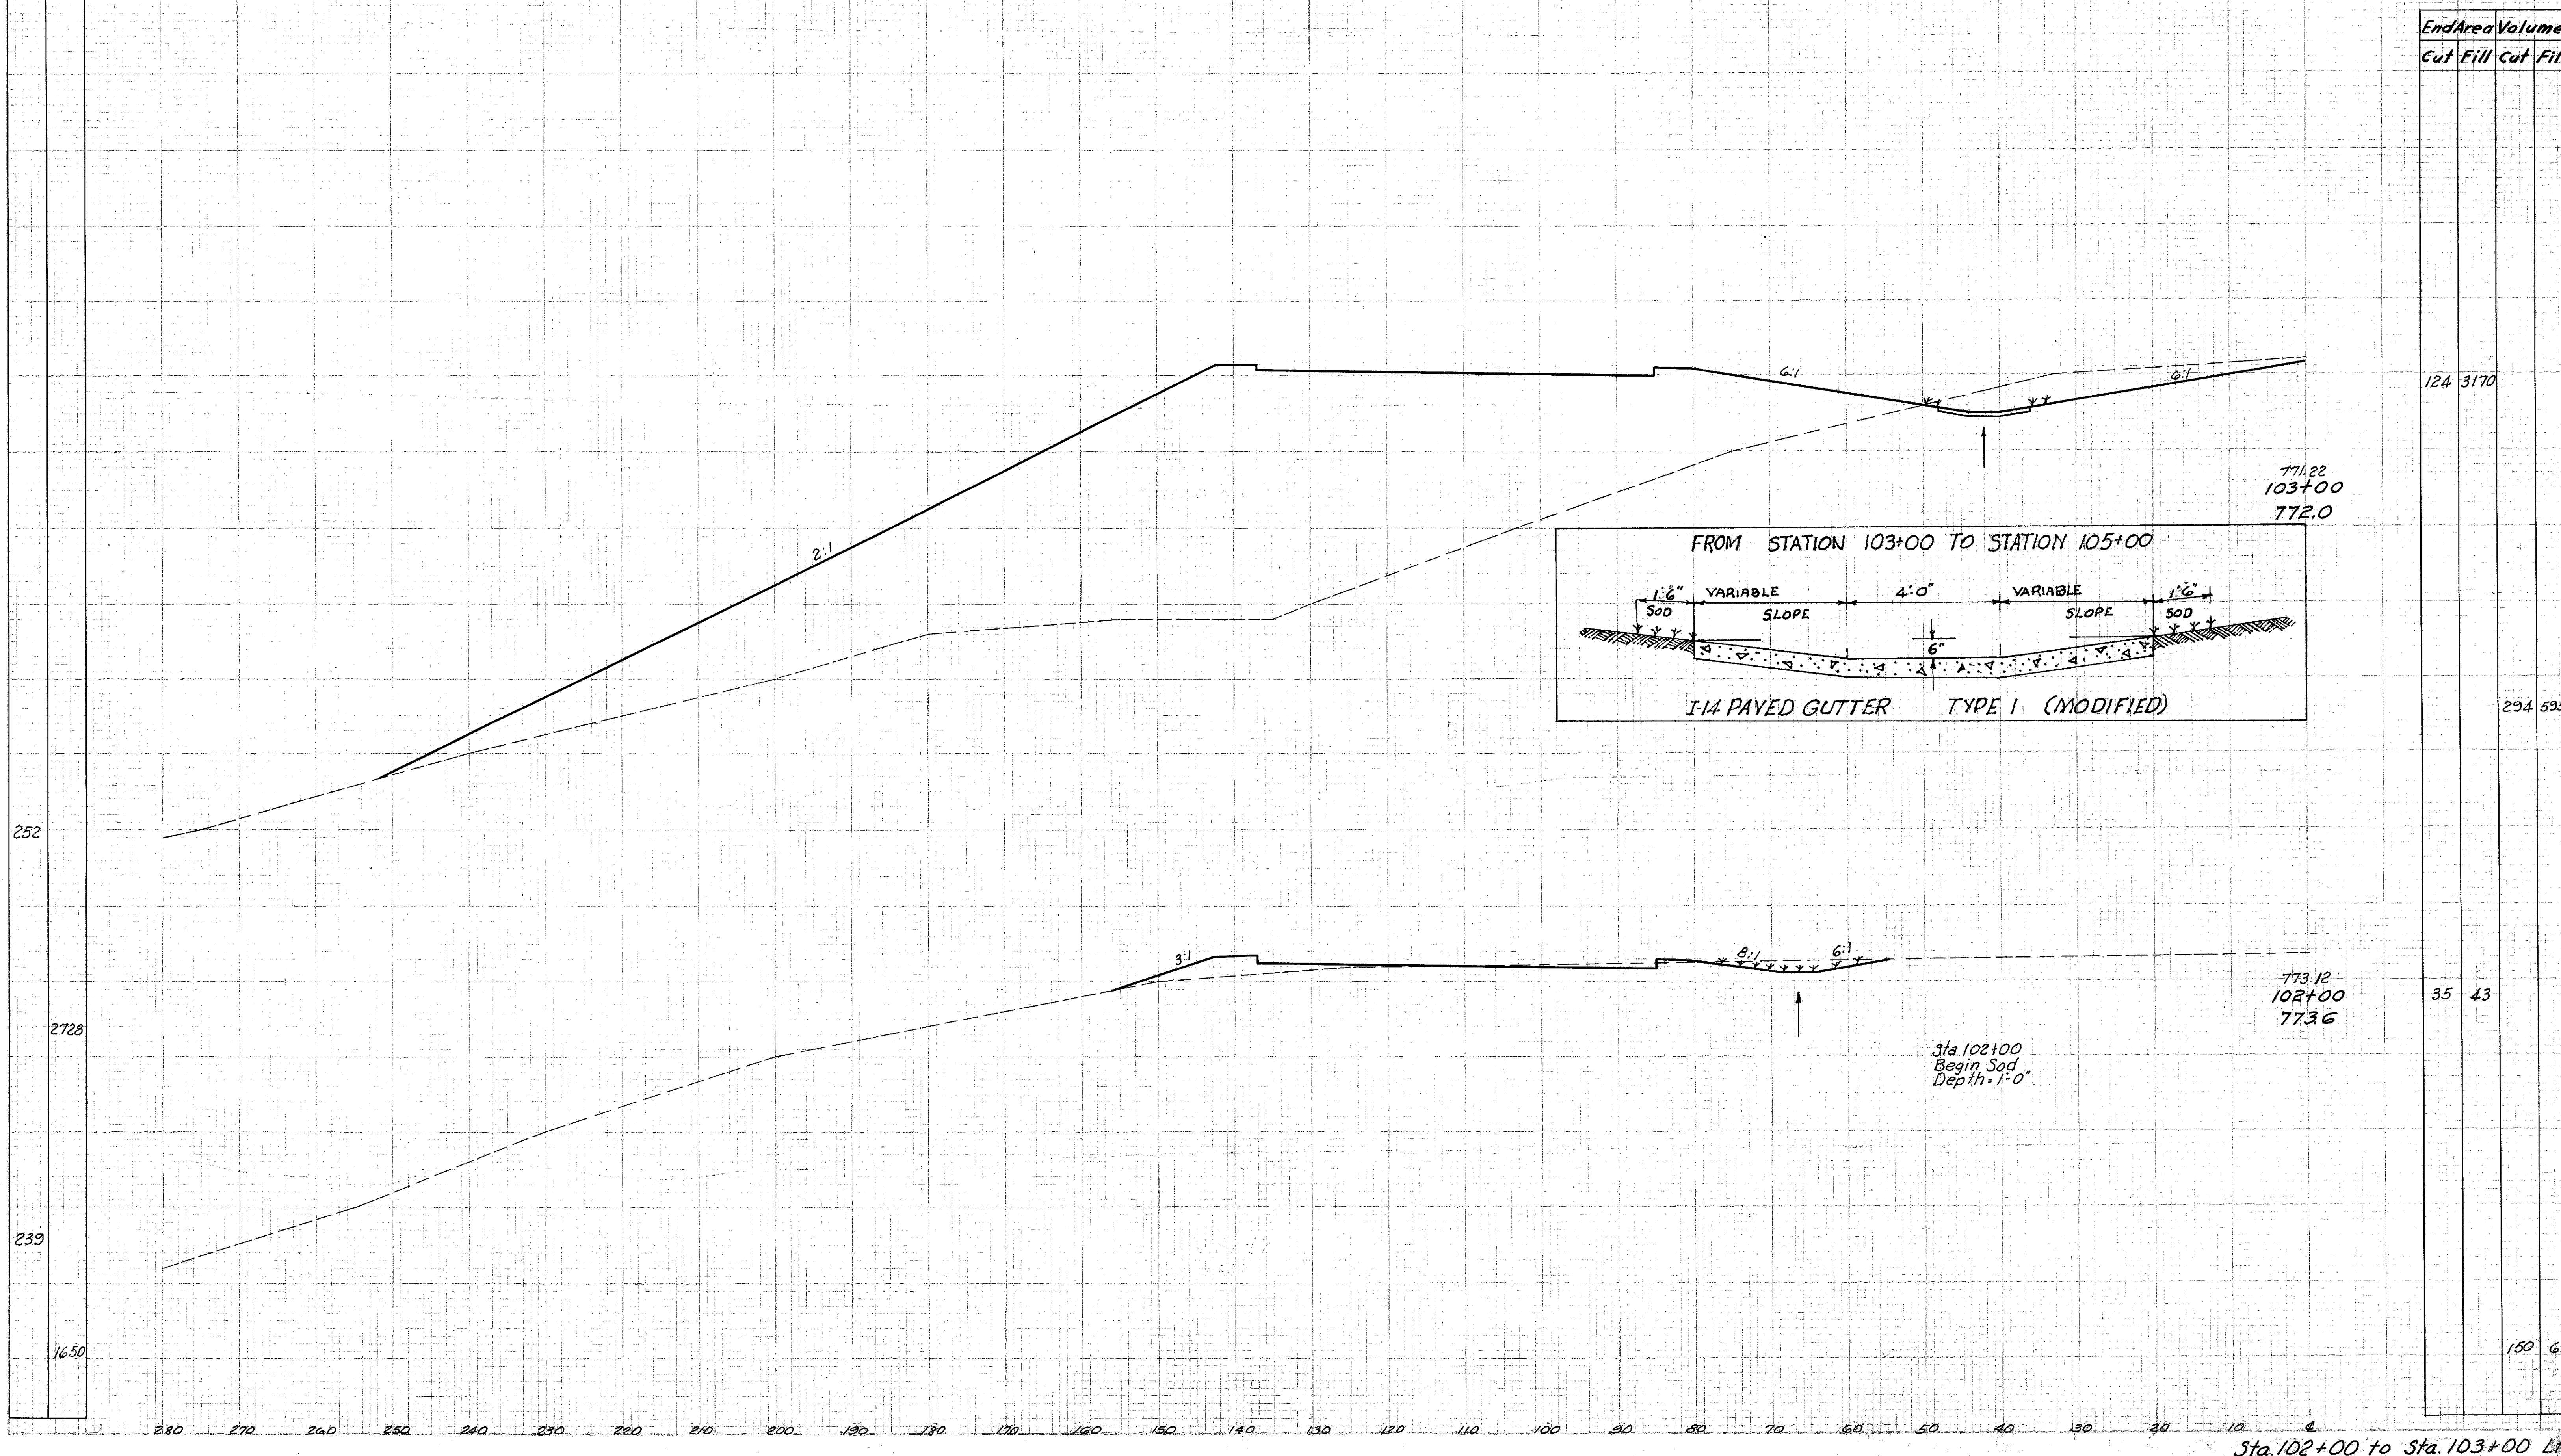 EndArea Volume
Cut Fill Cut Fil
6:1
6:1
124 3170
771.22
103+00
772.0
2:1
FROM STATION 103+00 TO STATION 105+00
1'-6" VARIABLE 4'-0" VARIABLE 1'-6"
SOD SLOPE SLOPE SOD
6"
I-14 PAVED GUTTER TYPE 1 (MODIFIED)
294 595
252
3:1
8:1
6:1
773.12
102+00
773.6
35 43
2728
Sta. 102+00
Begin Sod
Depth=1'-0"
239
1650
150 6
280 270 260 250 240 230 220 210 200 190 180 170 160 150 140 130 120 110 100 90 80 70 60 50 40 30 20 10 ℄
Sta. 102+00 to Sta. 103+00